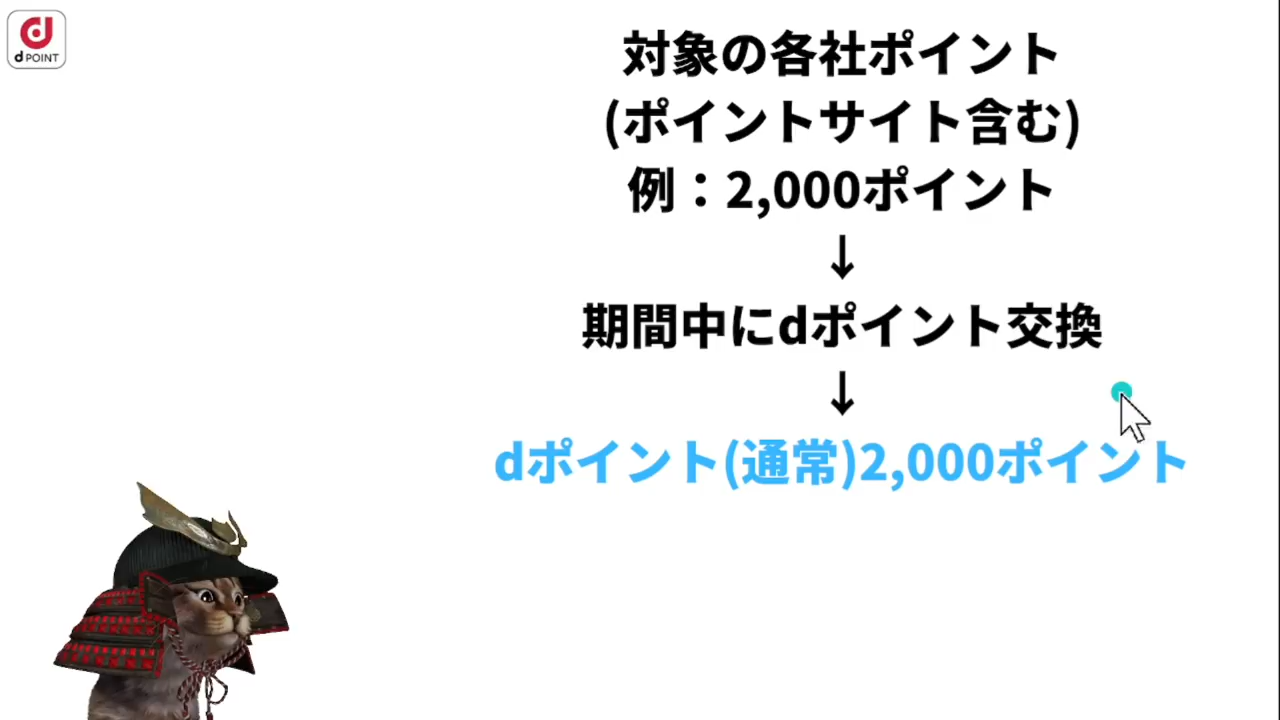 d POINT
対象の各社ポイント
(ポイントサイト含む)
例：2,000ポイント
↓
期間中にdポイント交換
↓
dポイント(通常)2,000ポイント